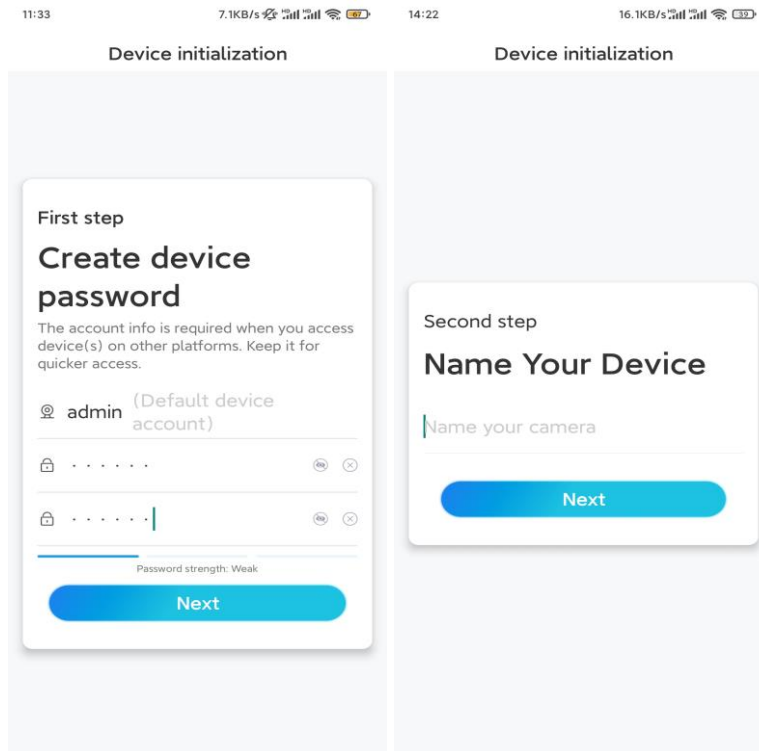 11:33
7.1KB/s
67
Device initialization
First step
Create device
password
The account info is required when you access
device(s) on other platforms. Keep it for
quicker access.
admin (Default device
account)
Password strength: Weak
Next
14:22
16.1KB/s
39
Device initialization
Second step
Name Your Device
Name your camera
Next